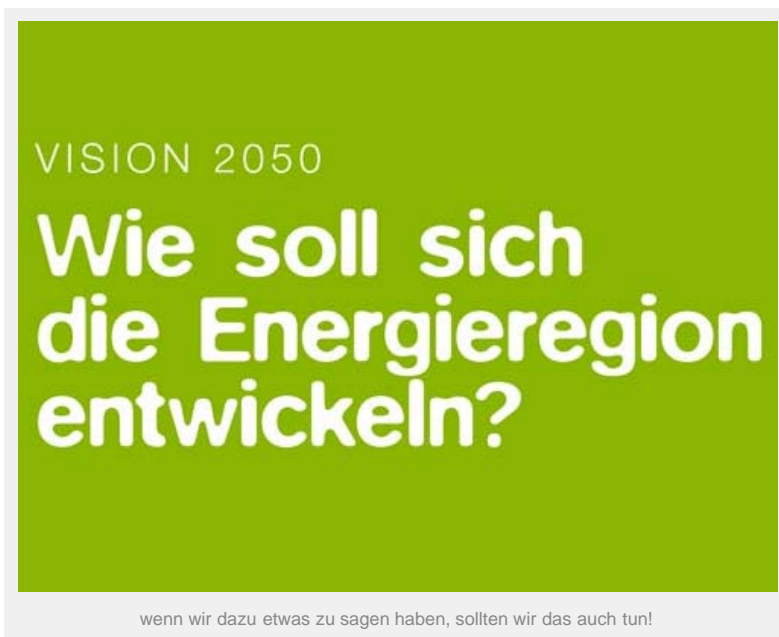 VISION 2050
Wie soll sich
die Energieregion
entwickeln?
wenn wir dazu etwas zu sagen haben, sollten wir das auch tun!